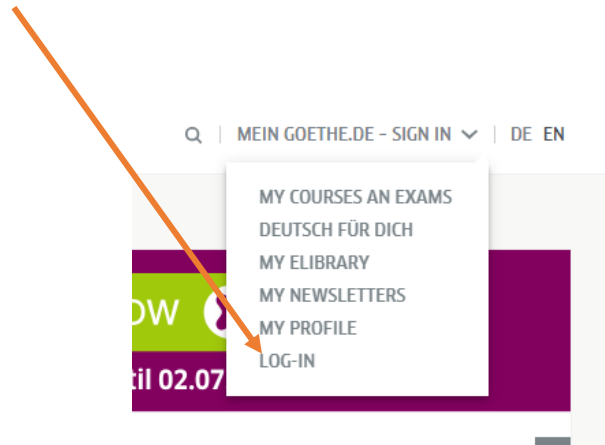 MEIN GOETHE.DE – SIGN IN | DE EN
MY COURSES AN EXAMS
DEUTSCH FÜR DICH
MY ELIBRARY
MY NEWSLETTERS
MY PROFILE
LOG-IN
OW
til 02.07